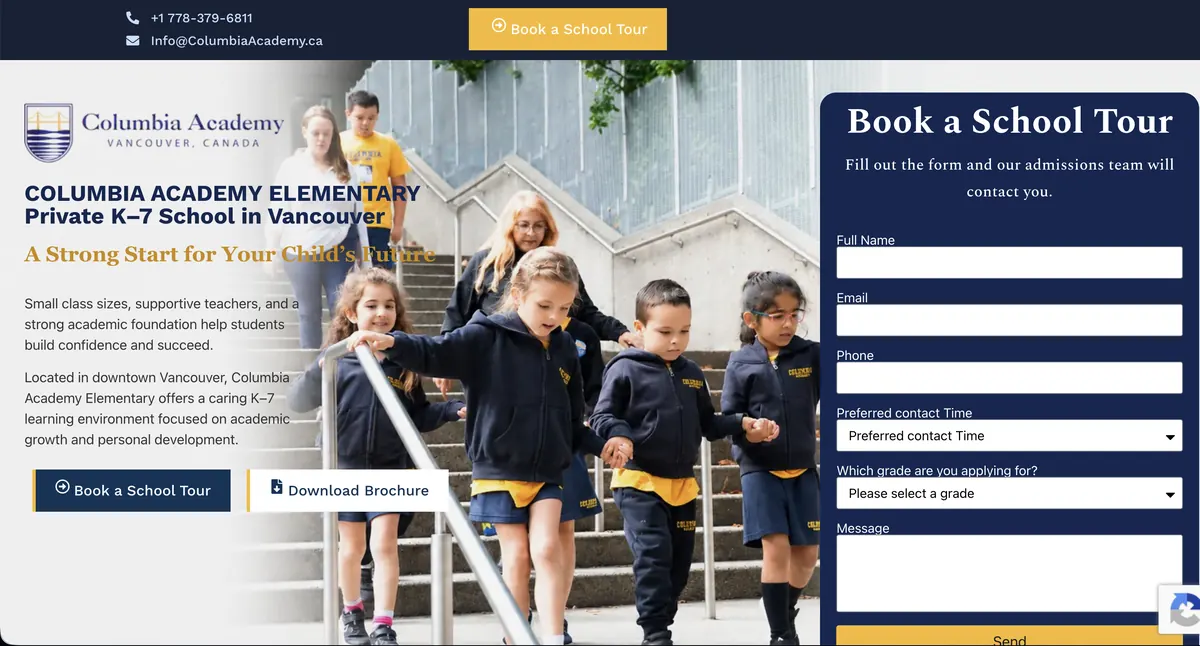 +1 778-379-6811
Info@ColumbiaAcademy.ca
Book a School Tour
Columbia Academy
VANCOUVER, CANADA
COLUMBIA ACADEMY ELEMENTARY
Private K–7 School in Vancouver
A Strong Start for Your Child's Future
Small class sizes, supportive teachers, and a
strong academic foundation help students
build confidence and succeed.
Located in downtown Vancouver, Columbia
Academy Elementary offers a caring K–7
learning environment focused on academic
growth and personal development.
Book a School Tour
Download Brochure
Book a School Tour
Fill out the form and our admissions team will
contact you.
Full Name
Email
Phone
Preferred contact Time
Preferred contact Time
Which grade are you applying for?
Please select a grade
Message
Send